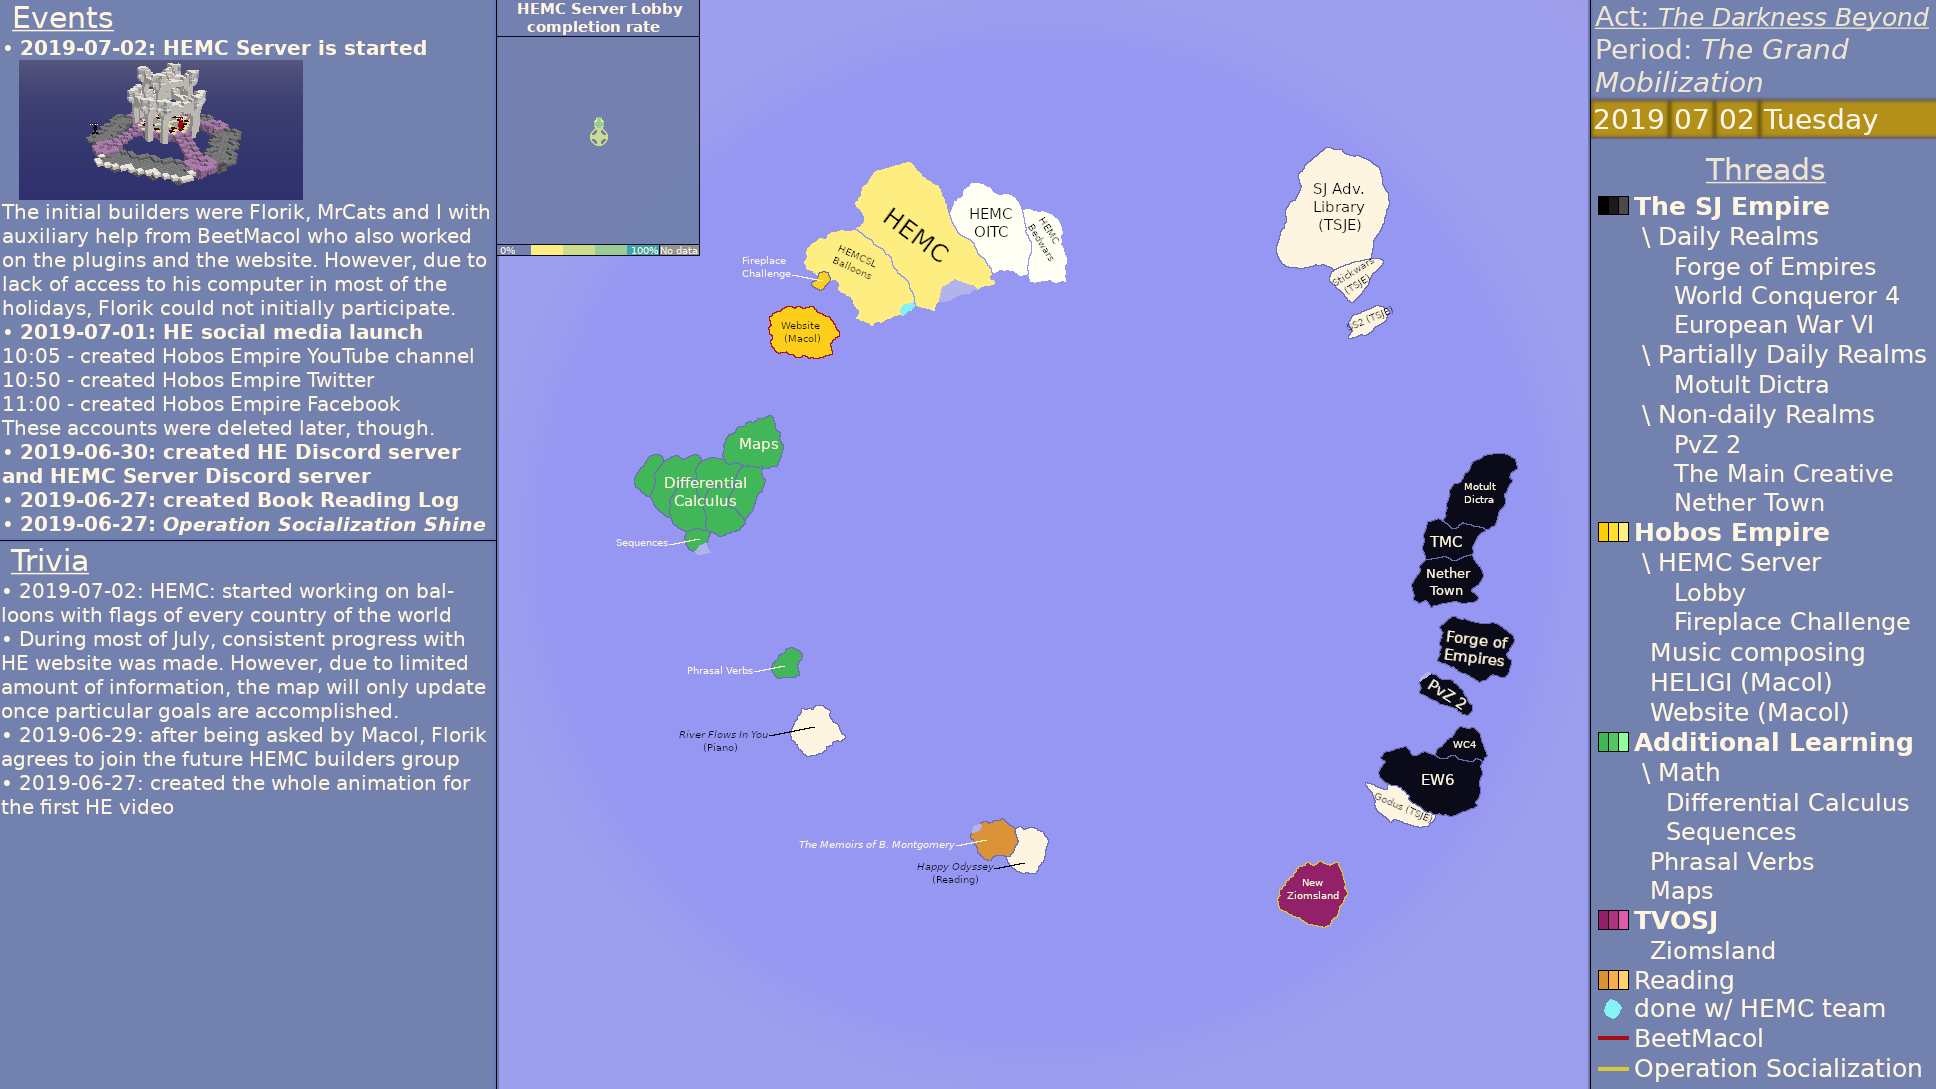 Events
• 2019-07-02: HEMC Server is started
The initial builders were Florik, MrCats and I with
auxiliary help from BeetMacol who also worked
on the plugins and the website. However, due to
lack of access to his computer in most of the
holidays, Florik could not initially participate.
• 2019-07-01: HE social media launch
10:05 - created Hobos Empire YouTube channel
10:50 - created Hobos Empire Twitter
11:00 - created Hobos Empire Facebook
These accounts were deleted later, though.
• 2019-06-30: created HE Discord server
and HEMC Server Discord server
• 2019-06-27: created Book Reading Log
• 2019-06-27: Operation Socialization Shine
Trivia
• 2019-07-02: HEMC: started working on bal-
loons with flags of every country of the world
• During most of July, consistent progress with
HE website was made. However, due to limited
amount of information, the map will only update
once particular goals are accomplished.
• 2019-06-29: after being asked by Macol, Florik
agrees to join the future HEMC builders group
• 2019-06-27: created the whole animation for
the first HE video
HEMC Server Lobby
completion rate
0%
100%
No data
HEMC
HEMC
OITC
HEMC
Bedwars
HEMCSL
Balloons
Fireplace
Challenge
Website
(Macol)
SJ Adv.
Library
(TSJE)
Stickwars
(TSJE)
S2 (TSJE)
Maps
Differential
Calculus
Sequences
Motult
Dictra
TMC
Nether
Town
Forge of
Empires
PvZ 2
WC4
EW6
Godus (TSJE)
Phrasal Verbs
River Flows In You
(Piano)
The Memoirs of B. Montgomery
Happy Odyssey
(Reading)
New
Ziomsland
Act: The Darkness Beyond
Period: The Grand
Mobilization
2019 07 02 Tuesday
Threads
The SJ Empire
\ Daily Realms
Forge of Empires
World Conqueror 4
European War VI
\ Partially Daily Realms
Motult Dictra
\ Non-daily Realms
PvZ 2
The Main Creative
Nether Town
Hobos Empire
\ HEMC Server
Lobby
Fireplace Challenge
Music composing
HELIGI (Macol)
Website (Macol)
Additional Learning
\ Math
Differential Calculus
Sequences
Phrasal Verbs
Maps
TVOSJ
Ziomsland
Reading
done w/ HEMC team
BeetMacol
Operation Socialization